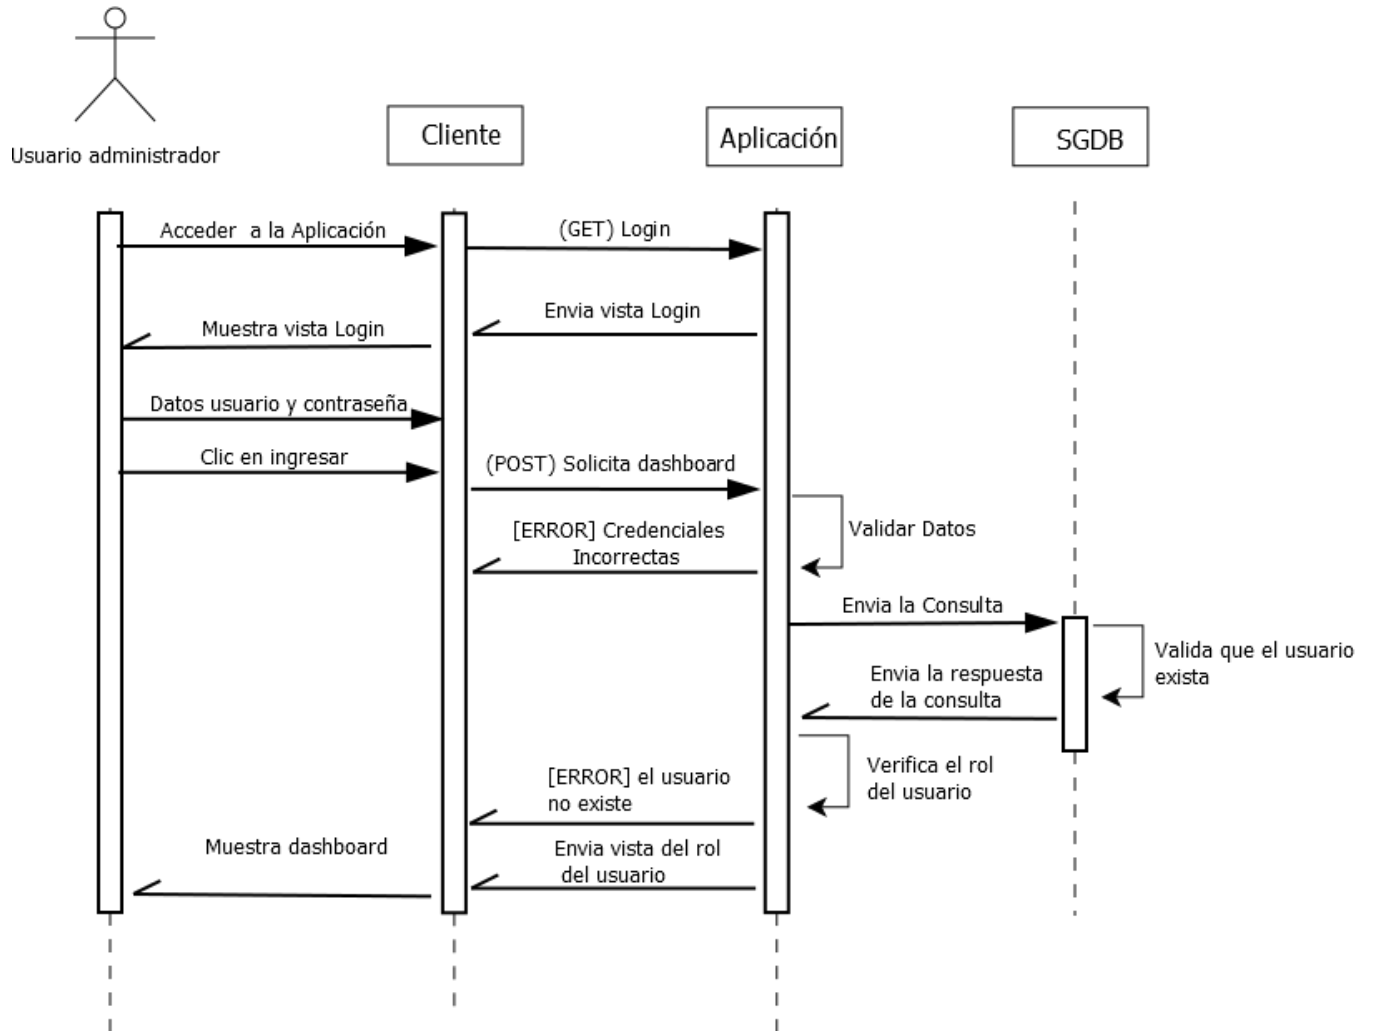 Usuario administrador
Cliente
Aplicación
SGDB
Acceder a la Aplicación
(GET) Login
Envia vista Login
Muestra vista Login
Datos usuario y contraseña
Clic en ingresar
(POST) Solicita dashboard
Validar Datos
[ERROR] Credenciales
Incorrectas
Envia la Consulta
Valida que el usuario
exista
Envia la respuesta
de la consulta
Verifica el rol
del usuario
[ERROR] el usuario
no existe
Muestra dashboard
Envia vista del rol
del usuario